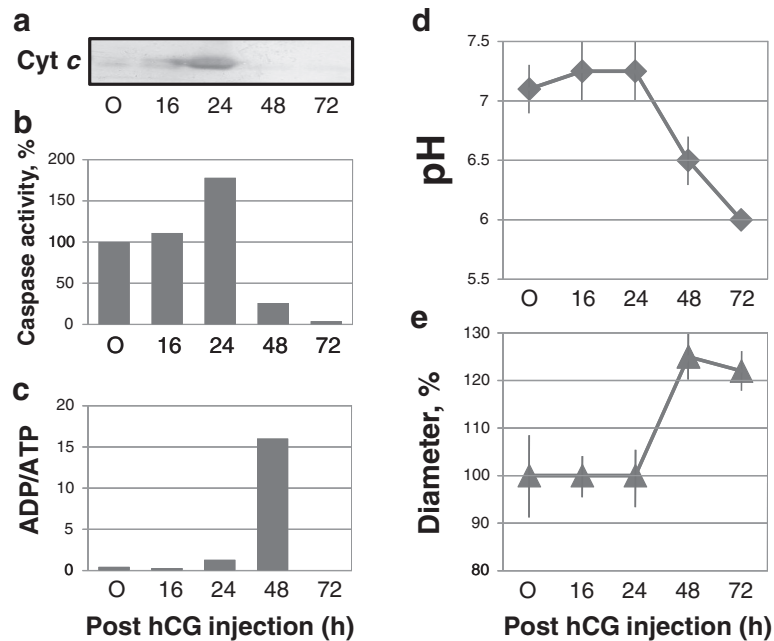 a
Cyt c
O 16 24 48 72
b
Caspase activity, %
200
150
100
50
0
O 16 24 48 72
c
ADP/ATP
20
15
10
5
0
O 16 24 48 72
Post hCG injection (h)
d
pH
7.5
7
6.5
6
5.5
O 16 24 48 72
e
Diameter, %
130
120
110
100
90
80
O 16 24 48 72
Post hCG injection (h)